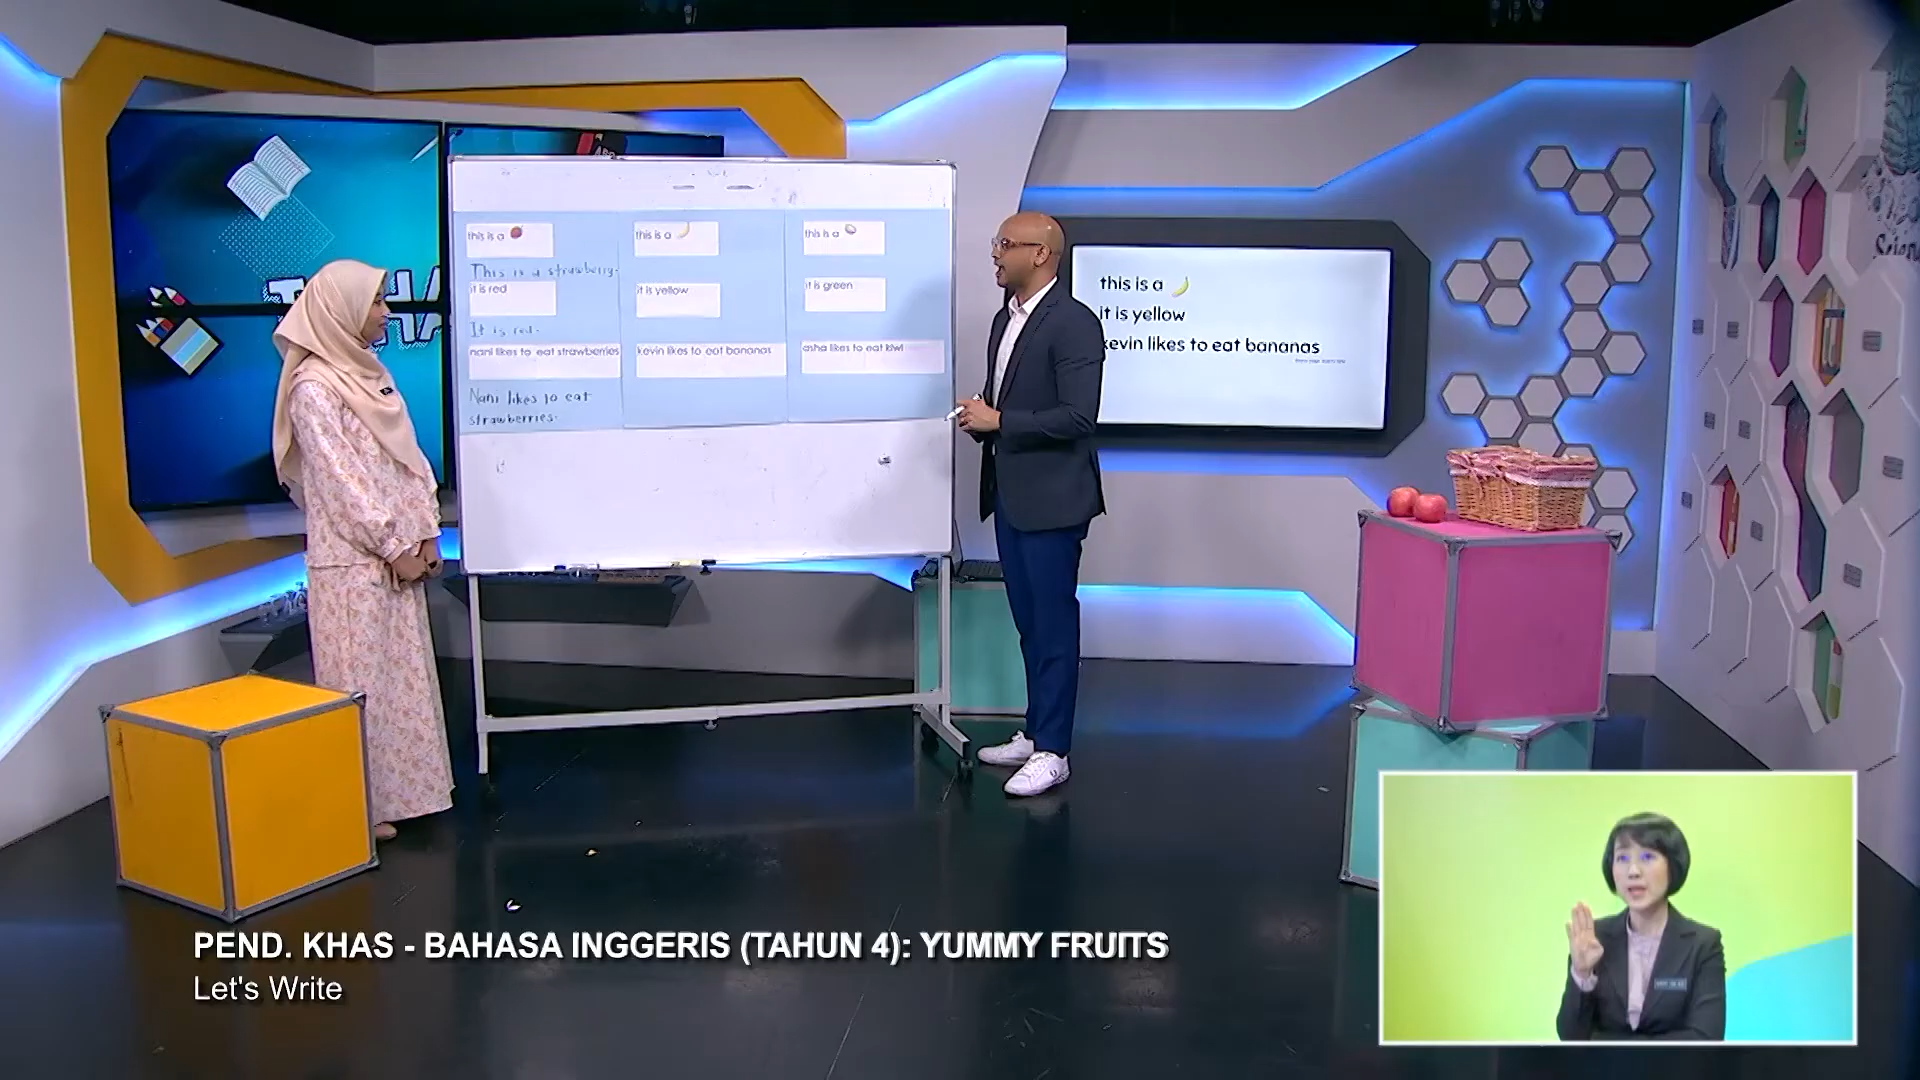 this is a
This is a strawberry.
it is red
It is red.
nani likes to eat strawberries
Nani likes to eat
strawberries.
this is a
it is yellow
kevin likes to eat bananas
this is a
it is green
asha likes to eat kiwi
this is a
it is yellow
kevin likes to eat bananas
PEND. KHAS - BAHASA INGGERIS (TAHUN 4): YUMMY FRUITS
Let's Write